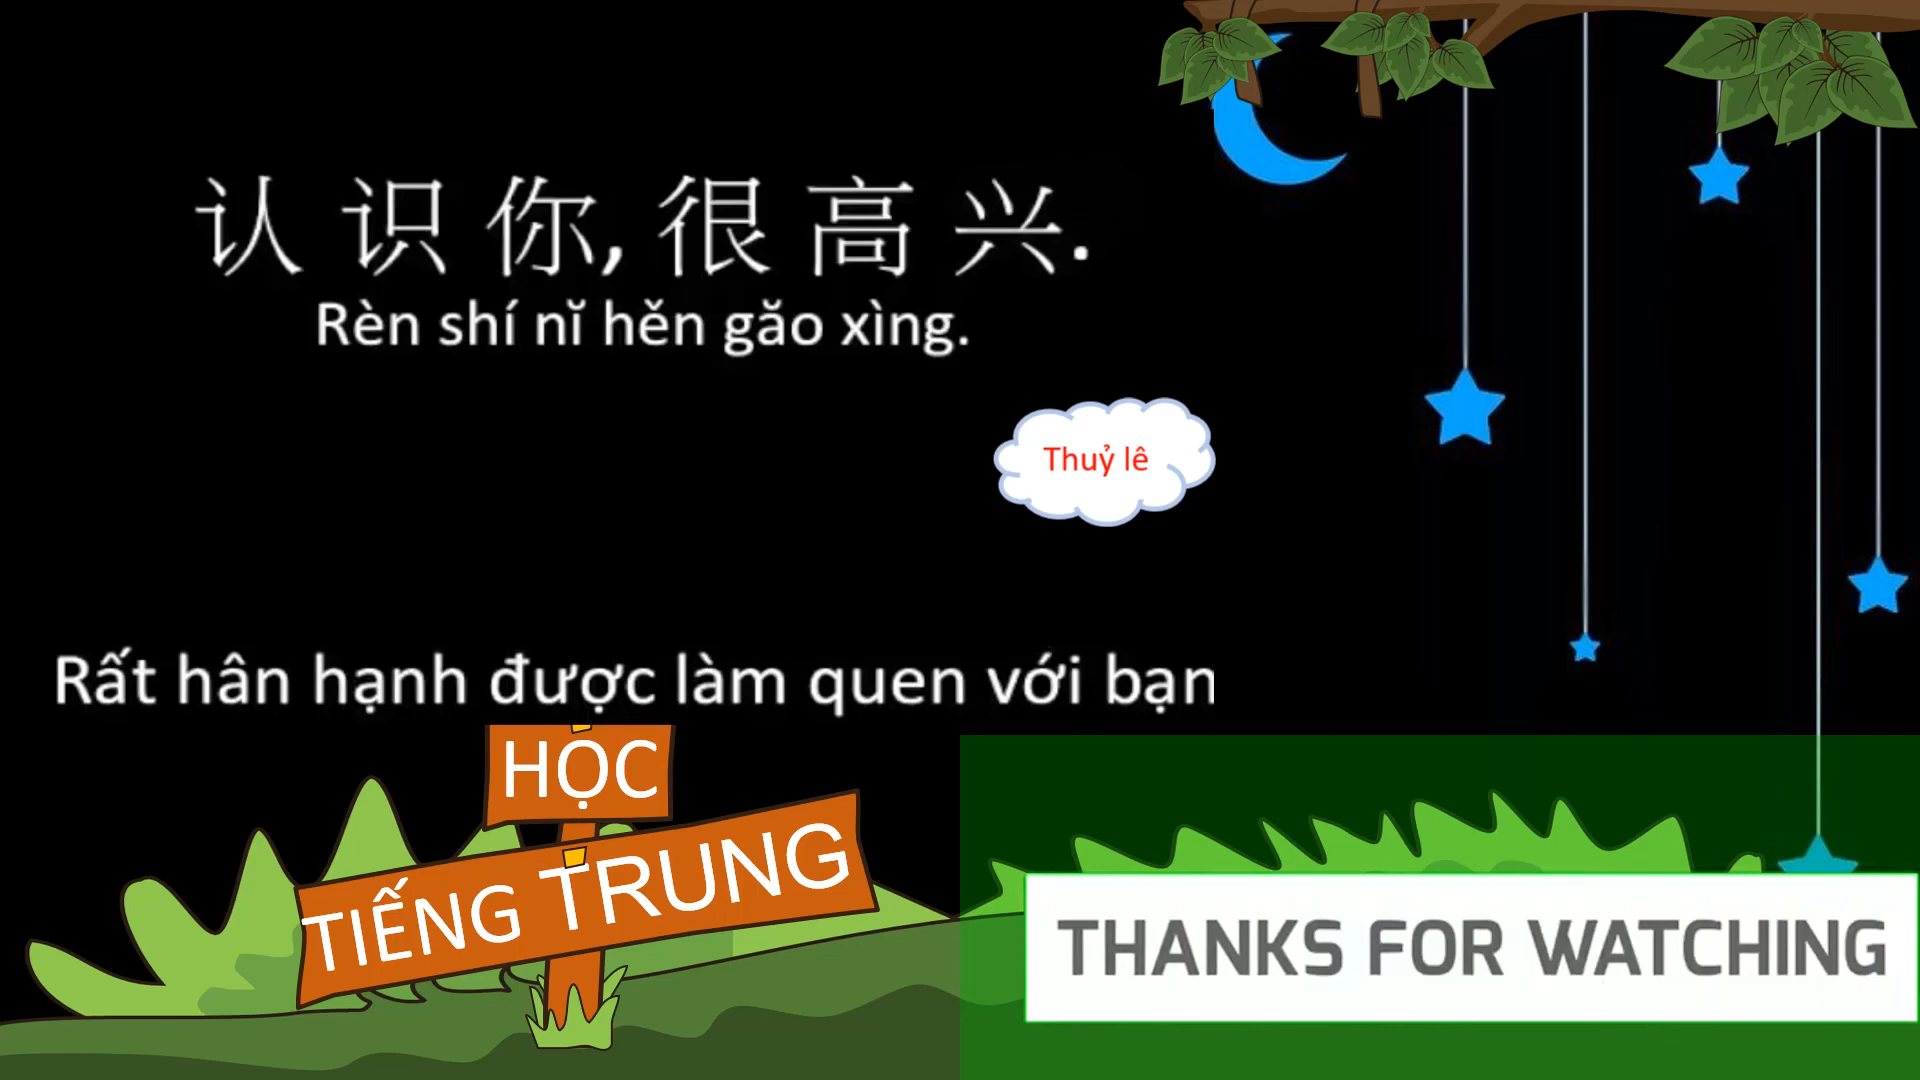 认 识 你, 很 高 兴.
Rèn shí nĭ hěn găo xìng.
Thuỷ lê
Rất hân hạnh được làm quen với bạn
HỌC
TIẾNG TRUNG
THANKS FOR WATCHING